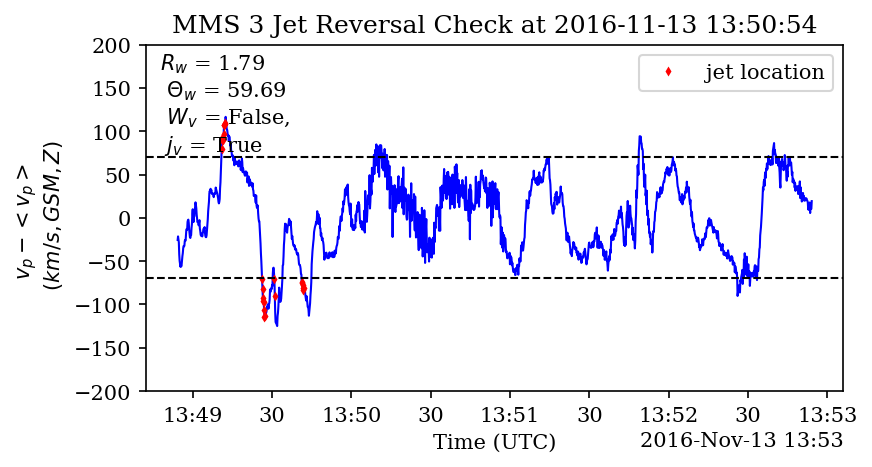 MMS 3 Jet Reversal Check at 2016-11-13 13:50:54
200
150
100
50
0
−50
−100
−150
−200
v_p − < v_p >
(km/s, GSM, Z)
R_w = 1.79
Θ_w = 59.69
W_v = False,
j_v = True
jet location
13:49 30 13:50 30 13:51 30 13:52 30 13:53
Time (UTC)
2016-Nov-13 13:53